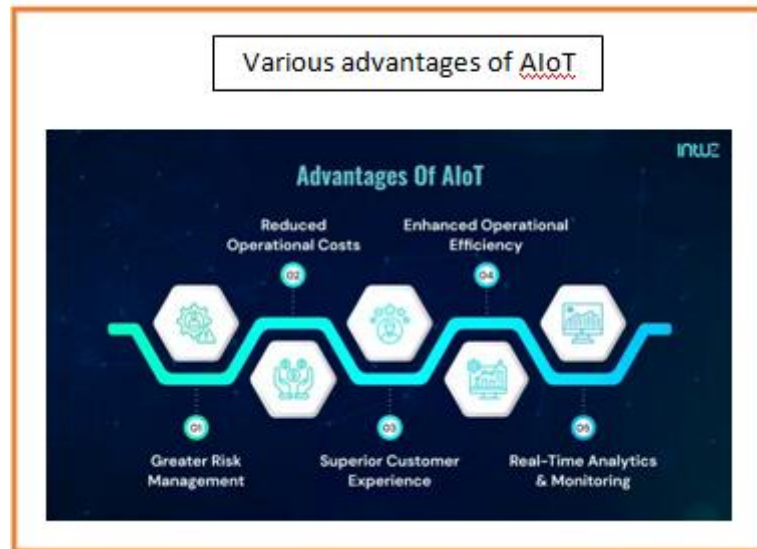 Various advantages of AIoT
INTUZ
Advantages Of AIoT
Reduced
Operational Costs
Enhanced Operational
Efficiency
02
04
01
03
05
Greater Risk
Management
Superior Customer
Experience
Real-Time Analytics
& Monitoring